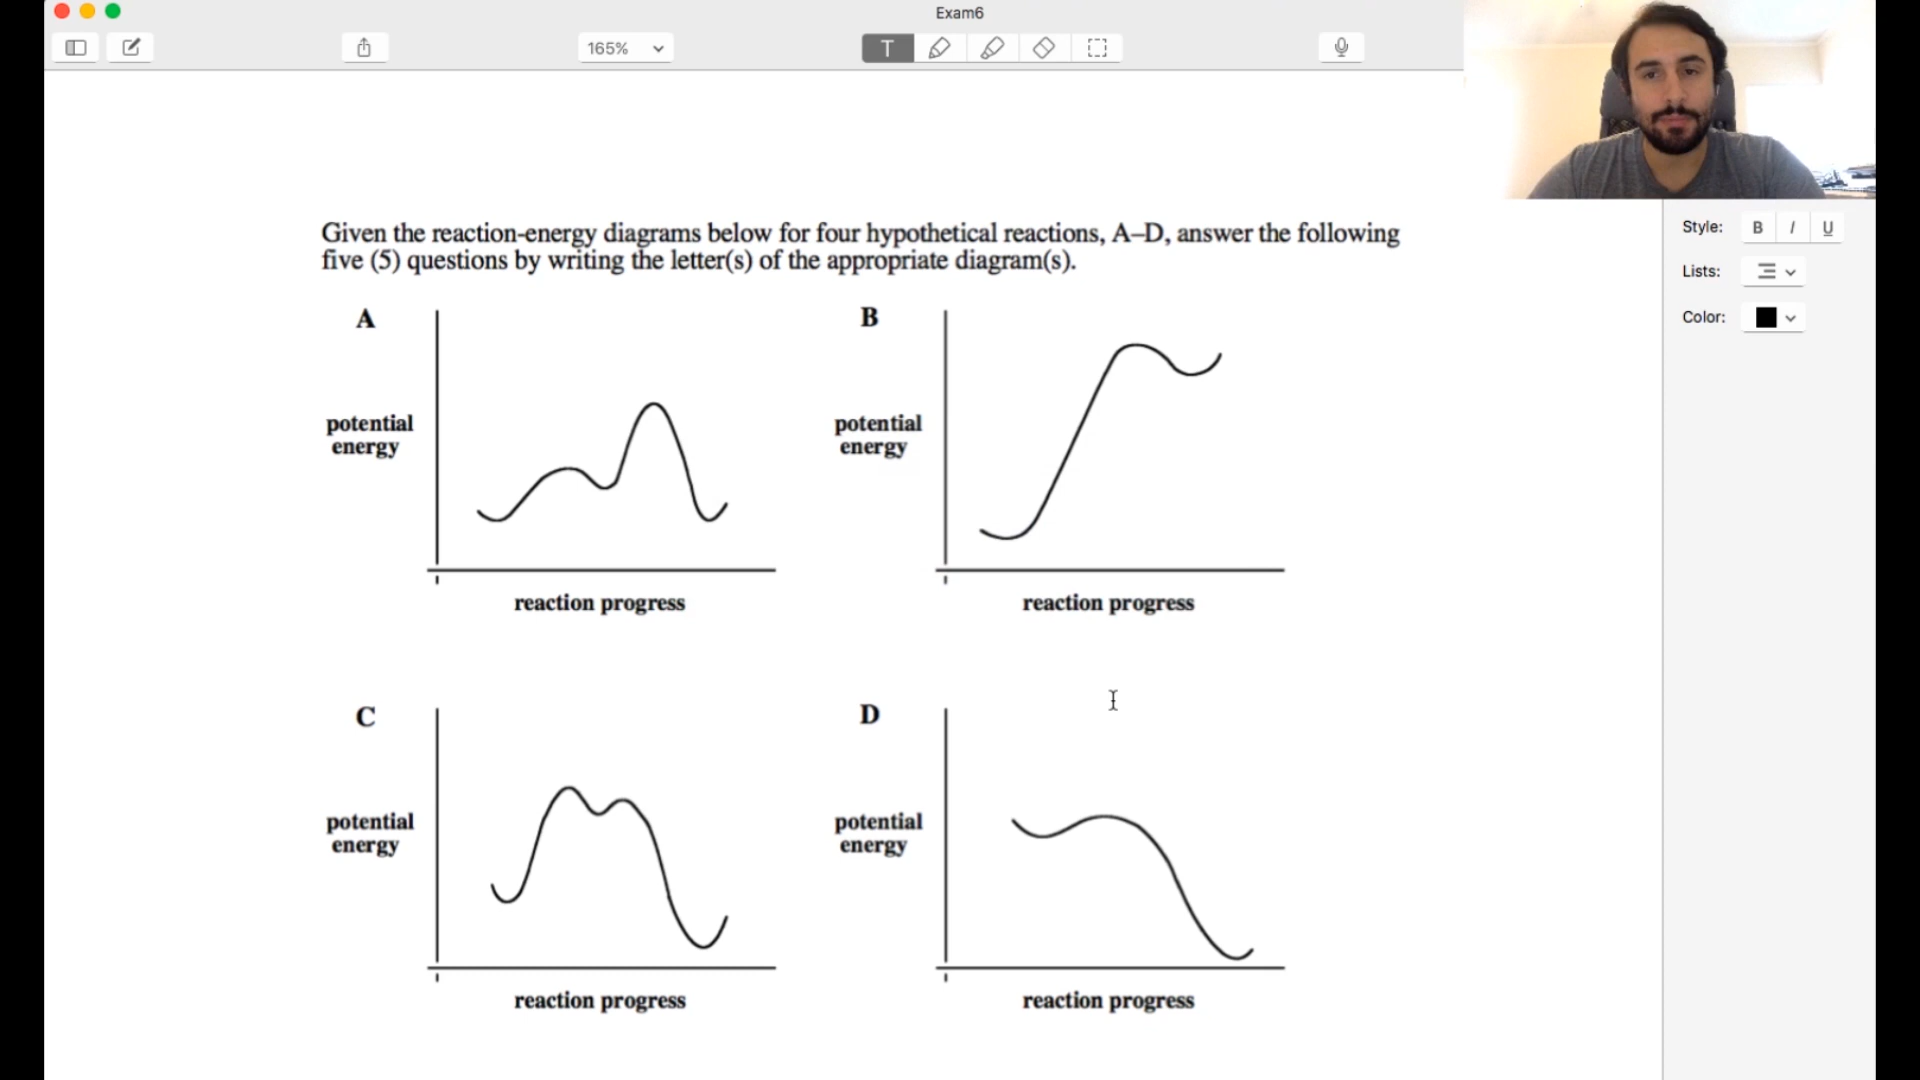 Exam6
165%
T
Style:
B I U
Lists:
Color:
Given the reaction-energy diagrams below for four hypothetical reactions, A–D, answer the following
five (5) questions by writing the letter(s) of the appropriate diagram(s).
A
potential
energy
reaction progress
B
potential
energy
reaction progress
C
potential
energy
reaction progress
D
potential
energy
reaction progress